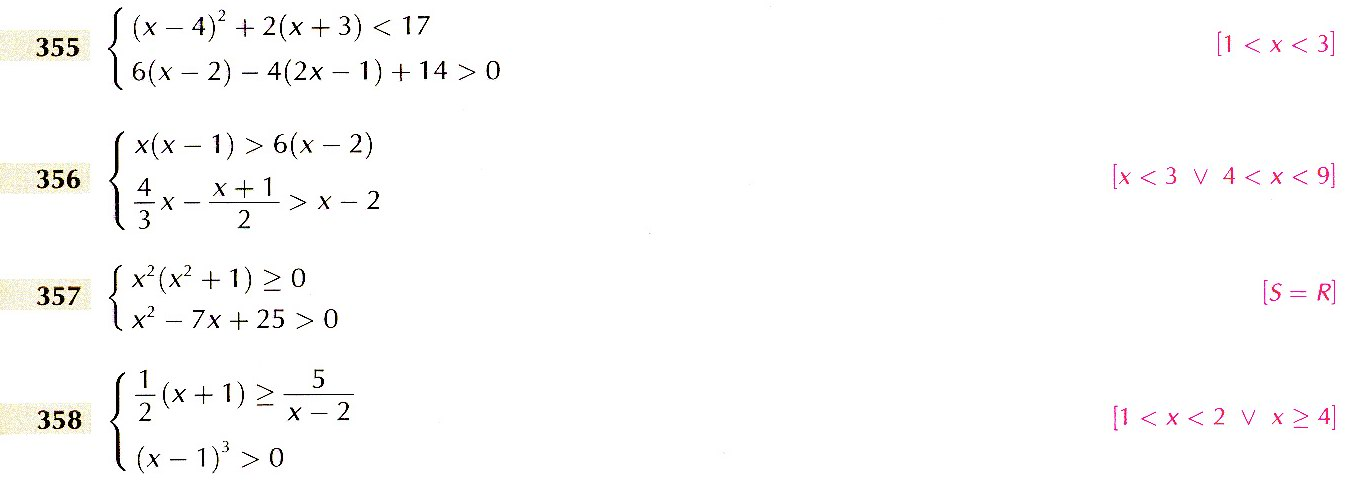 355 { (x − 4)² + 2(x + 3) < 17 [1 < x < 3]
6(x − 2) − 4(2x − 1) + 14 > 0
356 { x(x − 1) > 6(x − 2) [x < 3 ∨ 4 < x < 9]
4/3 x − (x + 1)/2 > x − 2
357 { x²(x² + 1) ≥ 0 [S = R]
x² − 7x + 25 > 0
358 { 1/2 (x + 1) ≥ 5/(x − 2) [1 < x < 2 ∨ x ≥ 4]
(x − 1)³ > 0